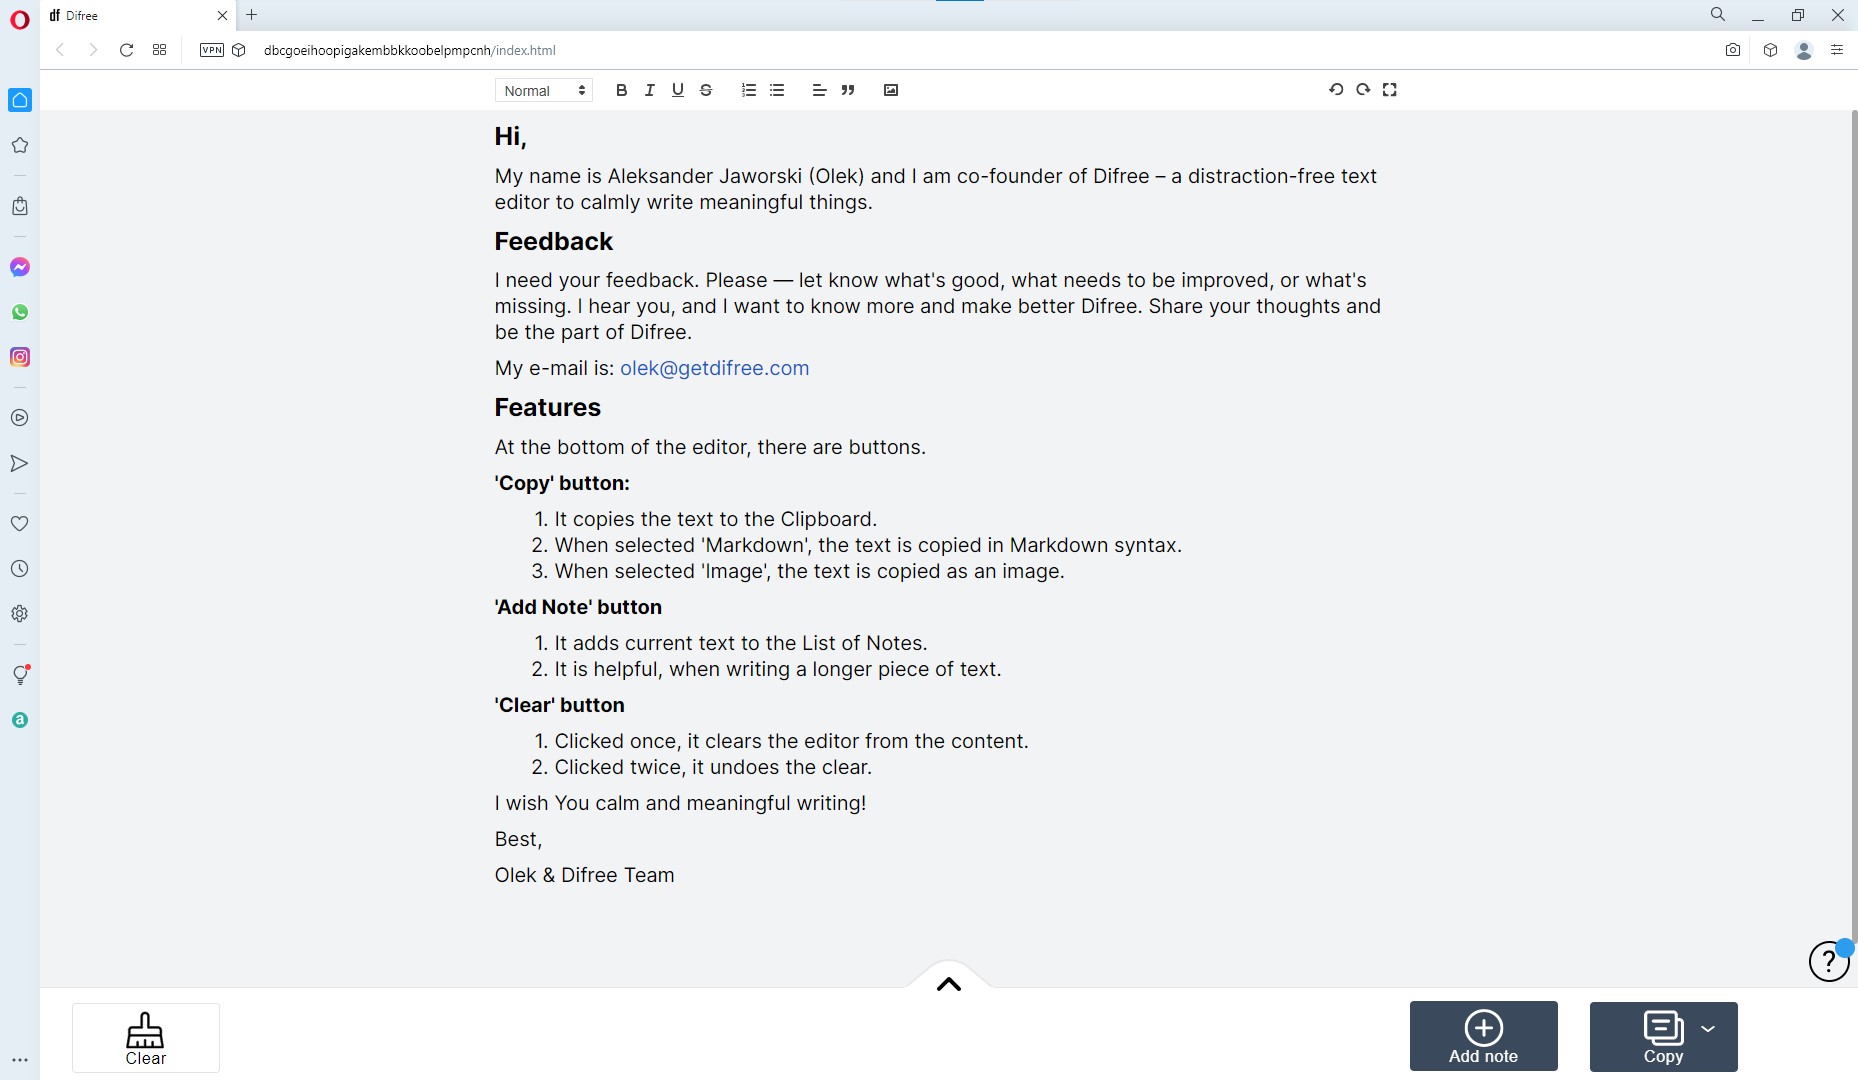 df Difree
VPN dbcgoeihoopigakembbkkoobelpmpcnh/index.html
Normal B I U S
Hi,
My name is Aleksander Jaworski (Olek) and I am co-founder of Difree – a distraction-free text
editor to calmly write meaningful things.
Feedback
I need your feedback. Please — let know what's good, what needs to be improved, or what's
missing. I hear you, and I want to know more and make better Difree. Share your thoughts and
be the part of Difree.
My e-mail is: olek@getdifree.com
Features
At the bottom of the editor, there are buttons.
'Copy' button:
1. It copies the text to the Clipboard.
2. When selected 'Markdown', the text is copied in Markdown syntax.
3. When selected 'Image', the text is copied as an image.
'Add Note' button
1. It adds current text to the List of Notes.
2. It is helpful, when writing a longer piece of text.
'Clear' button
1. Clicked once, it clears the editor from the content.
2. Clicked twice, it undoes the clear.
I wish You calm and meaningful writing!
Best,
Olek & Difree Team
?
Clear
Add note
Copy